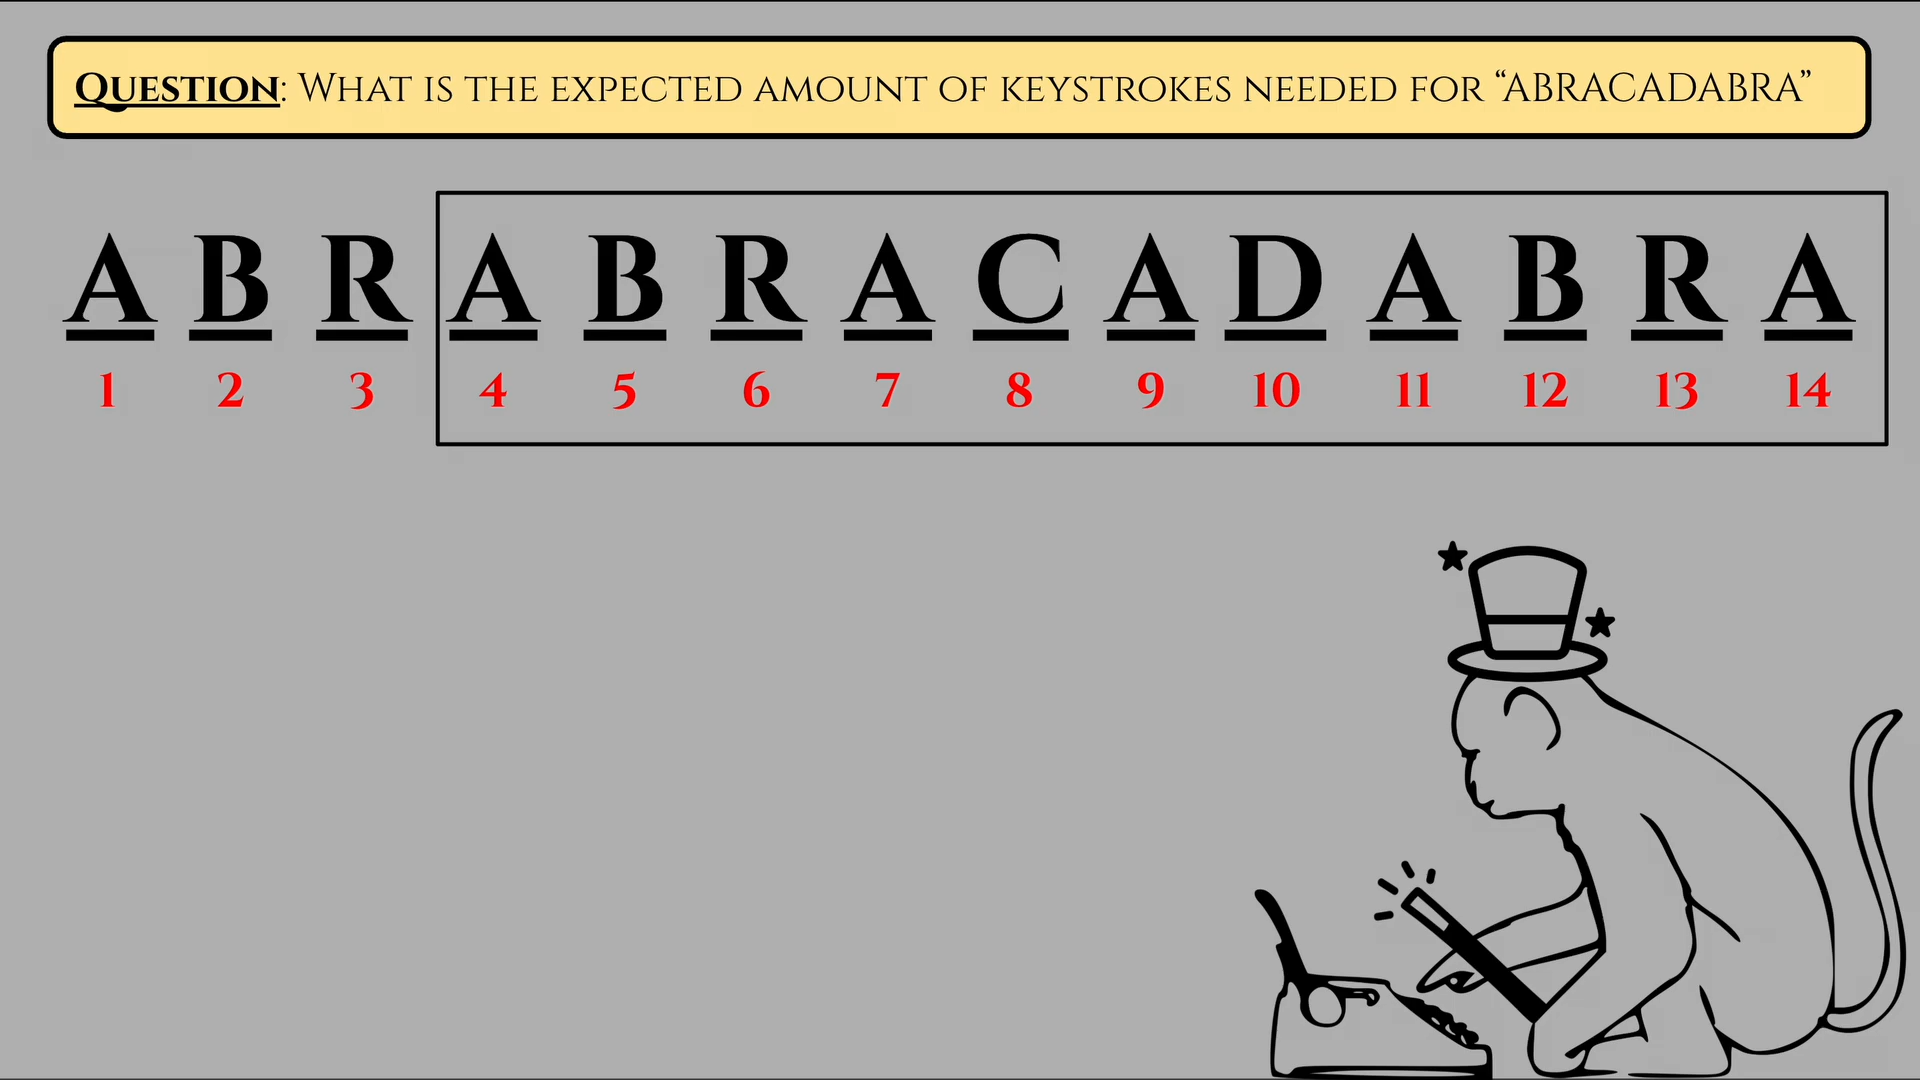 QUESTION: WHAT IS THE EXPECTED AMOUNT OF KEYSTROKES NEEDED FOR “ABRACADABRA”
A B R A B R A C A D A B R A
1 2 3 4 5 6 7 8 9 10 11 12 13 14